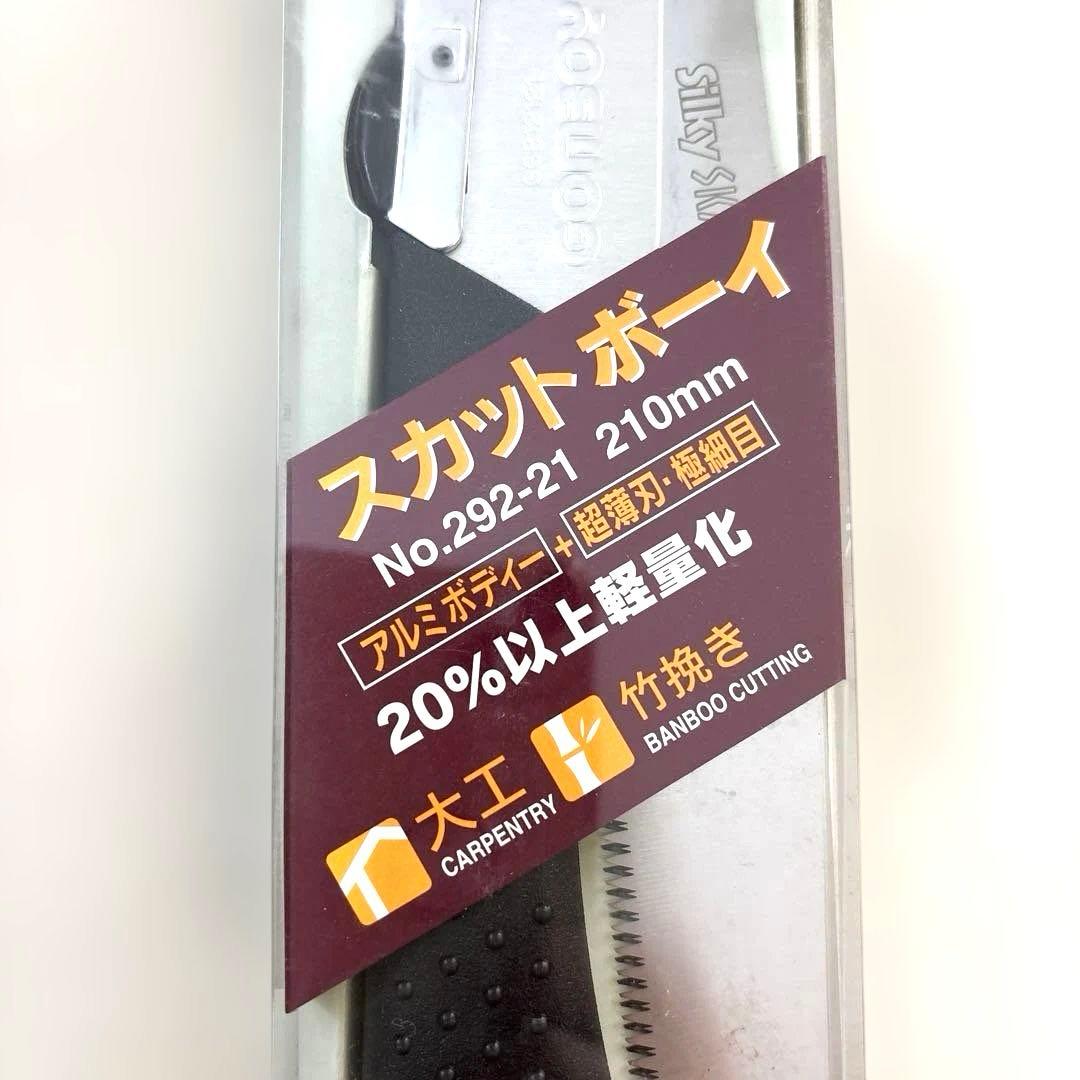 Silky
スカットボーイ
No.292-21 210mm
アルミボディー+超薄刃・極細目
20%以上軽量化
大工
CARPENTRY
竹挽き
BANBOO CUTTING